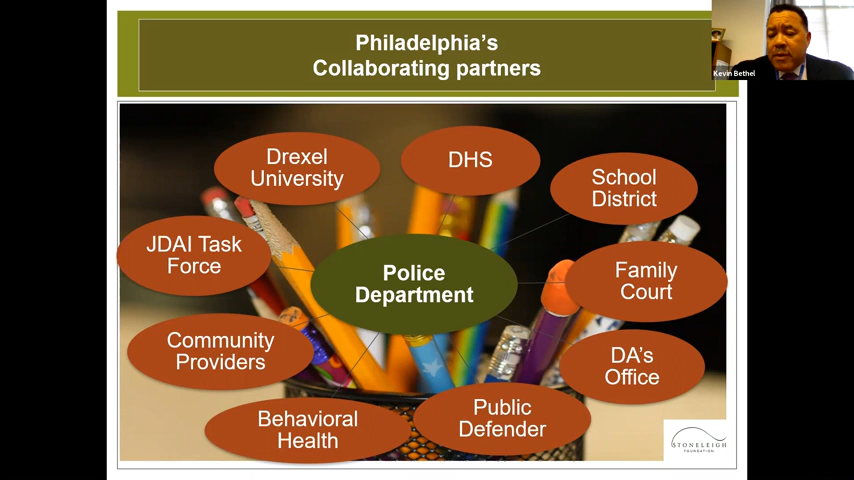 Philadelphia's
Collaborating partners
Kevin Bethel
Drexel
University
DHS
School
District
JDAI Task
Force
Police
Department
Family
Court
Community
Providers
DA's
Office
Behavioral
Health
Public
Defender
STONELEIGH
FOUNDATION